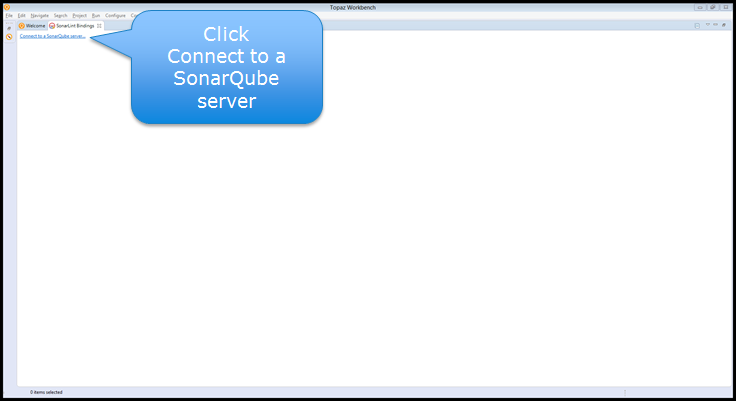 Topaz Workbench
File Edit Navigate Search Project Run Configure
Welcome SonarLint Bindings
Connect to a SonarQube server...
Click
Connect to a
SonarQube
server
0 items selected